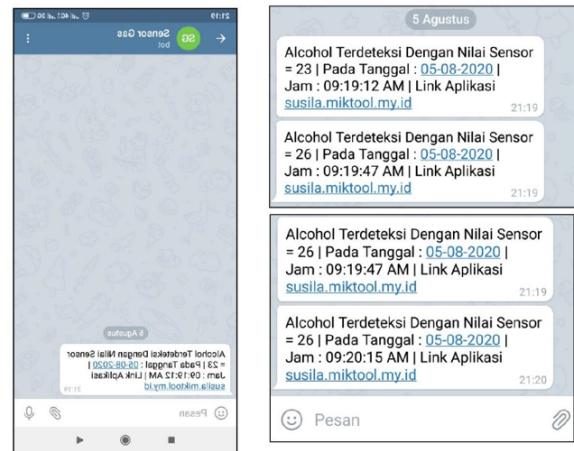 21:19
SG
Sensor Gas
bot
5 Agustus
Alcohol Terdeteksi Dengan Nilai Sensor
= 23 | Pada Tanggal : 05-08-2020 |
Jam : 09:19:12 AM | Link Aplikasi
susila.miktool.my.id
21:19
Pesan
5 Agustus
Alcohol Terdeteksi Dengan Nilai Sensor
= 23 | Pada Tanggal : 05-08-2020 |
Jam : 09:19:12 AM | Link Aplikasi
susila.miktool.my.id
21:19
Alcohol Terdeteksi Dengan Nilai Sensor
= 26 | Pada Tanggal : 05-08-2020 |
Jam : 09:19:47 AM | Link Aplikasi
susila.miktool.my.id
21:19
Alcohol Terdeteksi Dengan Nilai Sensor
= 26 | Pada Tanggal : 05-08-2020 |
Jam : 09:19:47 AM | Link Aplikasi
susila.miktool.my.id
21:19
Alcohol Terdeteksi Dengan Nilai Sensor
= 26 | Pada Tanggal : 05-08-2020 |
Jam : 09:20:15 AM | Link Aplikasi
susila.miktool.my.id
21:20
Pesan